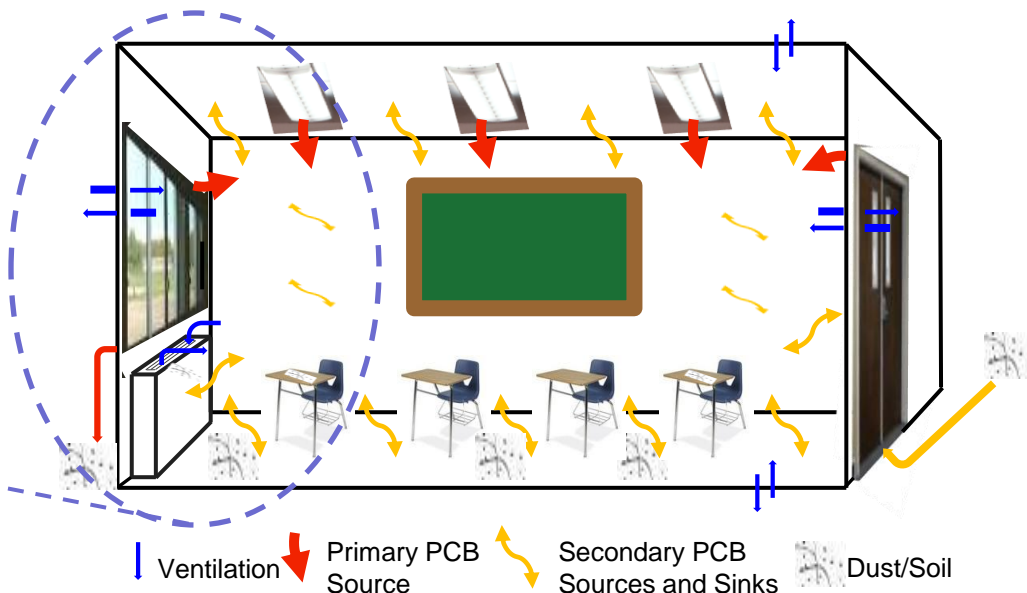 Ventilation
Primary PCB
Source
Secondary PCB
Sources and Sinks
Dust/Soil